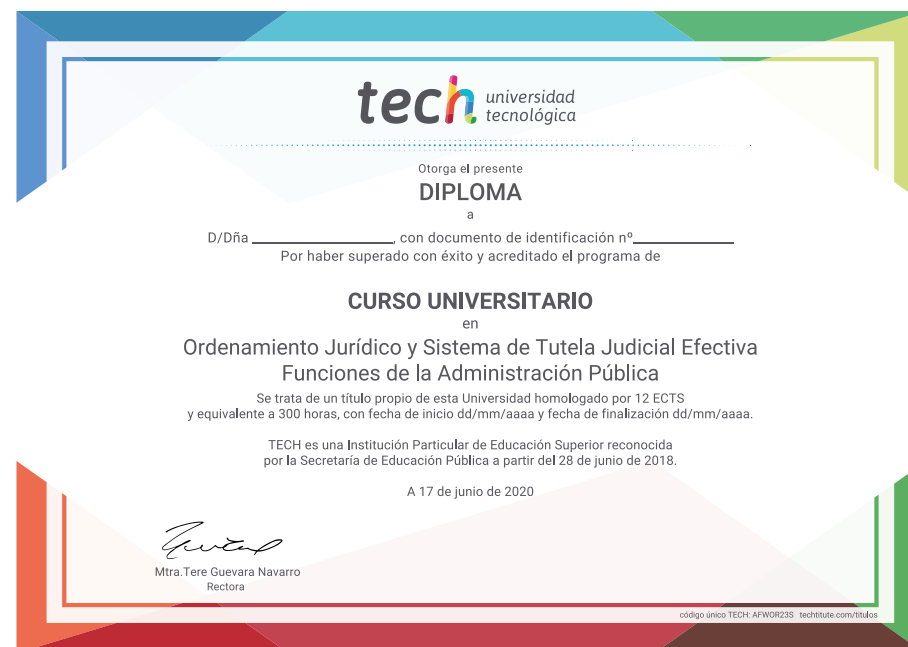 tech universidad
tecnológica
Otorga el presente
DIPLOMA
a
D/Dña ____________________, con documento de identificación nº______________
Por haber superado con éxito y acreditado el programa de
CURSO UNIVERSITARIO
en
Ordenamiento Jurídico y Sistema de Tutela Judicial Efectiva
Funciones de la Administración Pública
Se trata de un título propio de esta Universidad homologado por 12 ECTS
y equivalente a 300 horas, con fecha de inicio dd/mm/aaaa y fecha de finalización dd/mm/aaaa.
TECH es una Institución Particular de Educación Superior reconocida
por la Secretaría de Educación Pública a partir del 28 de junio de 2018.
A 17 de junio de 2020
Mtra.Tere Guevara Navarro
Rectora
código único TECH: AFWOR23S techtitute.com/titulos